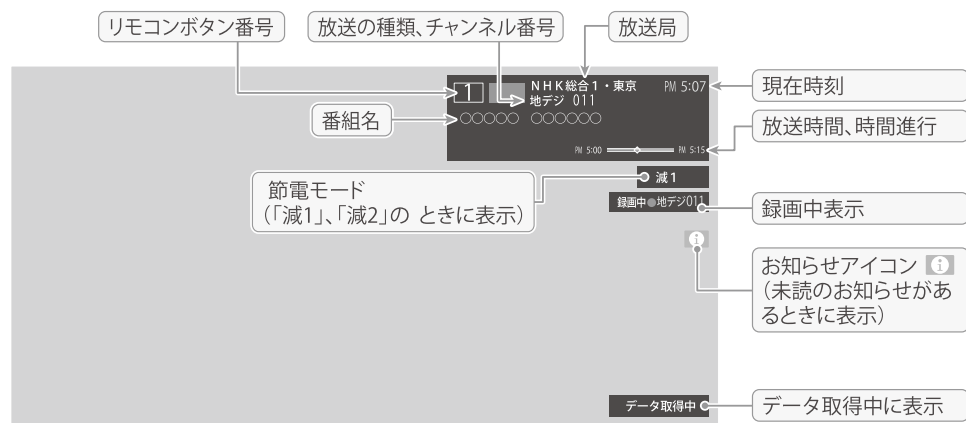 リモコンボタン番号
放送の種類、チャンネル番号
放送局
1
NHK総合1・東京
PM 5:07
地デジ 011
現在時刻
番組名
○○○○○ ○○○○○○
放送時間、時間進行
PM 5:00
PM 5:15
減1
節電モード
(「減1」、「減2」の ときに表示)
録画中●地デジ011
録画中表示
お知らせアイコン i
(未読のお知らせがあ
るときに表示)
データ取得中
データ取得中に表示